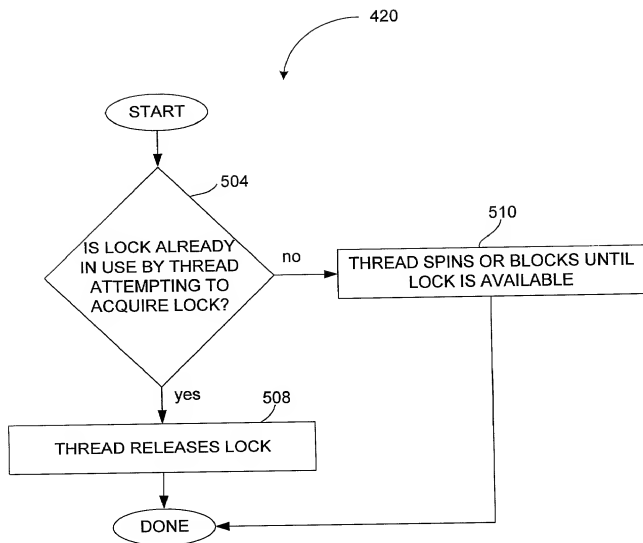 420
START
504
IS LOCK ALREADY
IN USE BY THREAD
ATTEMPTING TO
ACQUIRE LOCK?
no
510
THREAD SPINS OR BLOCKS UNTIL
LOCK IS AVAILABLE
yes
508
THREAD RELEASES LOCK
DONE